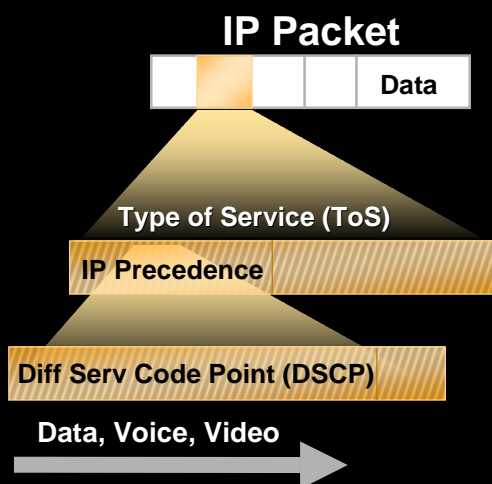 IP Packet
Data
Type of Service (ToS)
IP Precedence
Diff Serv Code Point (DSCP)
Data, Voice, Video